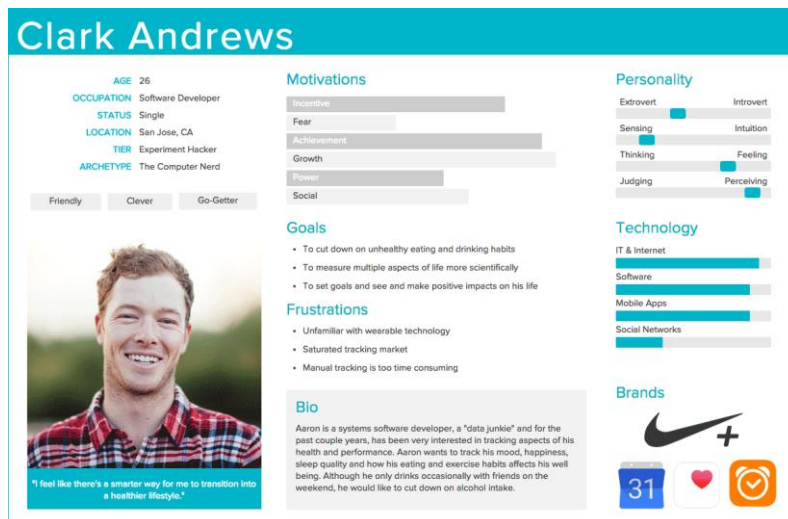 Clark Andrews
AGE 26
OCCUPATION Software Developer
STATUS Single
LOCATION San Jose, CA
TIER Experiment Hacker
ARCHETYPE The Computer Nerd
Friendly Clever Go-Getter
"I feel like there's a smarter way for me to transition into
a healthier lifestyle."
Motivations
Incentive
Fear
Achievement
Growth
Power
Social
Goals
• To cut down on unhealthy eating and drinking habits
• To measure multiple aspects of life more scientifically
• To set goals and see and make positive impacts on his life
Frustrations
• Unfamiliar with wearable technology
• Saturated tracking market
• Manual tracking is too time consuming
Bio
Aaron is a systems software developer, a "data junkie" and for the
past couple years, has been very interested in tracking aspects of his
health and performance. Aaron wants to track his mood, happiness,
sleep quality and how his eating and exercise habits affects his well
being. Although he only drinks occasionally with friends on the
weekend, he would like to cut down on alcohol intake.
Personality
Extrovert Introvert
Sensing Intuition
Thinking Feeling
Judging Perceiving
Technology
IT & Internet
Software
Mobile Apps
Social Networks
Brands
+
31